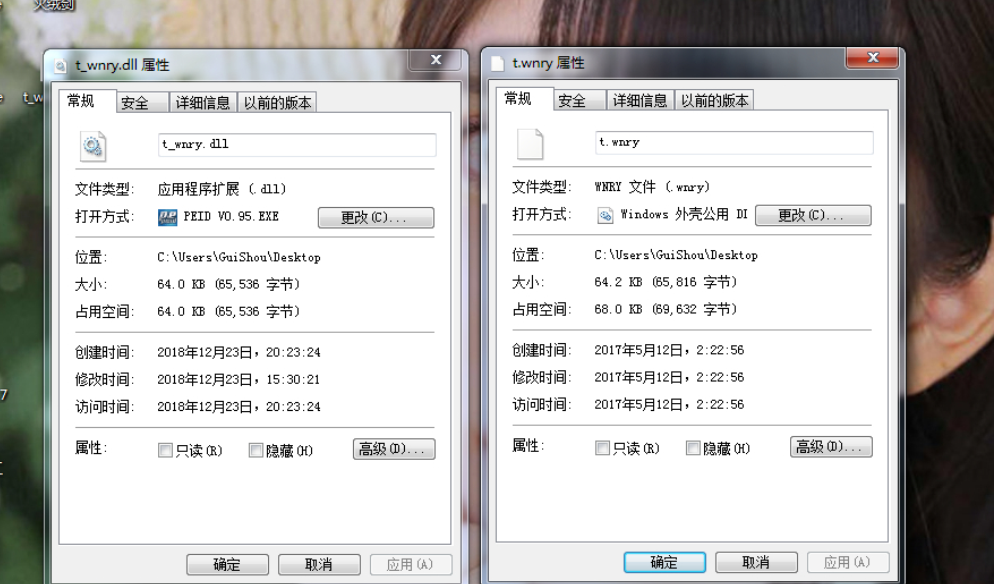 火绒剑
t_w
7
t_wnry.dll 属性
常规 安全 详细信息 以前的版本
t_wnry.dll
文件类型: 应用程序扩展 (.dll)
打开方式: PEID V0.95.EXE 更改(C)...
位置: C:\Users\GuiShou\Desktop
大小: 64.0 KB (65,536 字节)
占用空间: 64.0 KB (65,536 字节)
创建时间: 2018年12月23日，20:23:24
修改时间: 2018年12月23日，15:30:21
访问时间: 2018年12月23日，20:23:24
属性: 只读(R) 隐藏(H) 高级(D)...
确定 取消 应用(A)
t.wnry 属性
常规 安全 详细信息 以前的版本
t.wnry
文件类型: WNRY 文件 (.wnry)
打开方式: Windows 外壳公用 Dl 更改(C)...
位置: C:\Users\GuiShou\Desktop
大小: 64.2 KB (65,816 字节)
占用空间: 68.0 KB (69,632 字节)
创建时间: 2017年5月12日，2:22:56
修改时间: 2017年5月12日，2:22:56
访问时间: 2017年5月12日，2:22:56
属性: 只读(R) 隐藏(H) 高级(D)...
确定 取消 应用(A)